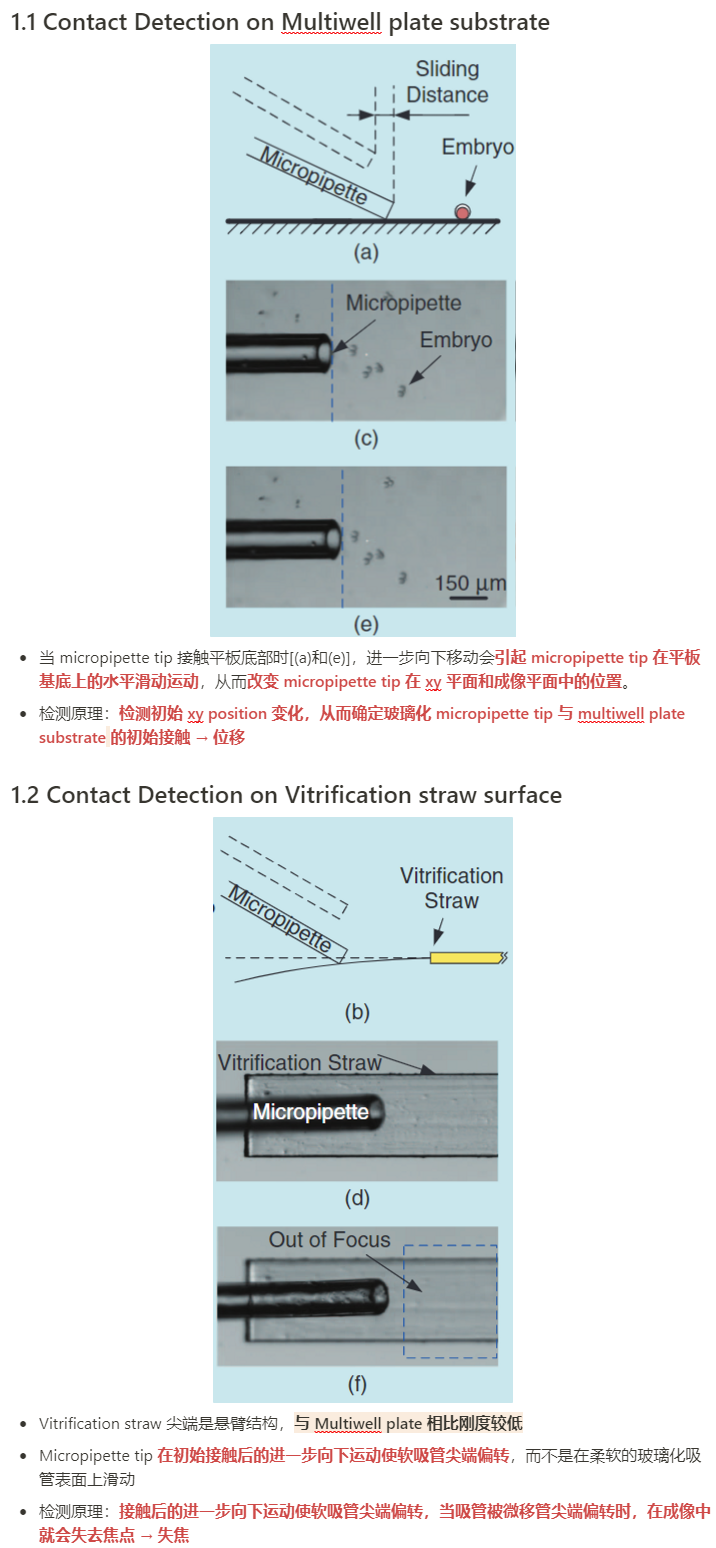 1.1 Contact Detection on Multiwell plate substrate
Sliding
Distance
Embryo
Micropipette
(a)
Micropipette
Embryo
(c)
150 μm
(e)
• 当 micropipette tip 接触平板底部时[(a)和(e)]，进一步向下移动会引起 micropipette tip 在平板
基底上的水平滑动运动，从而改变 micropipette tip 在 xy 平面和成像平面中的位置。
• 检测原理：检测初始 xy position 变化，从而确定玻璃化 micropipette tip 与 multiwell plate
substrate 的初始接触 → 位移
1.2 Contact Detection on Vitrification straw surface
Vitrification
Straw
Micropipette
(b)
Vitrification Straw
Micropipette
(d)
Out of Focus
(f)
• Vitrification straw 尖端是悬臂结构，与 Multiwell plate 相比刚度较低
• Micropipette tip 在初始接触后的进一步向下运动使软吸管尖端偏转，而不是在柔软的玻璃化吸
管表面上滑动
• 检测原理：接触后的进一步向下运动使软吸管尖端偏转，当吸管被微移管尖端偏转时，在成像中
就会失去焦点 → 失焦